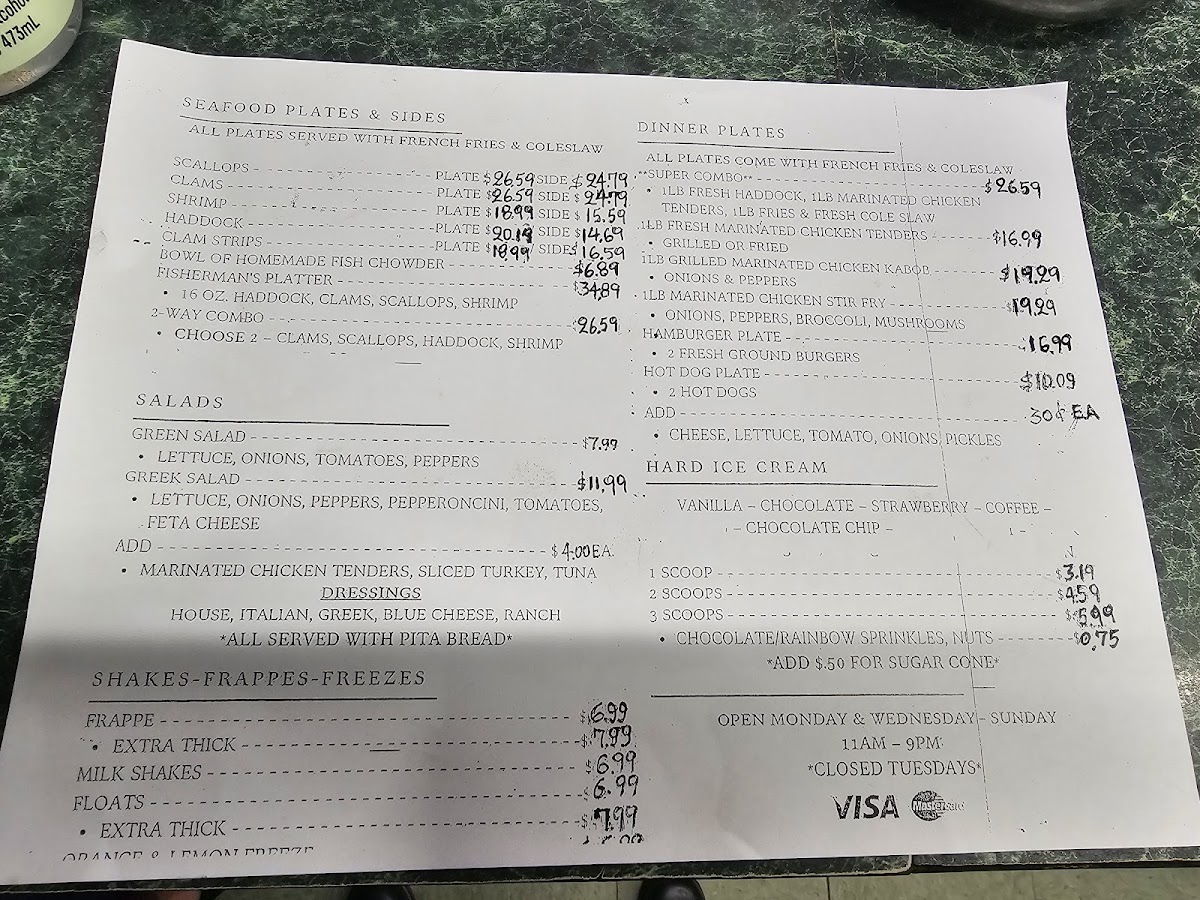 473mL
SEAFOOD PLATES & SIDES
ALL PLATES SERVED WITH FRENCH FRIES & COLESLAW
SCALLOPS PLATE $26.59 SIDE $24.79
CLAMS PLATE $26.59 SIDE $24.79
SHRIMP PLATE $18.99 SIDE $15.59
HADDOCK PLATE $20.19 SIDE $14.69
CLAM STRIPS PLATE $18.99 SIDE $16.59
BOWL OF HOMEMADE FISH CHOWDER $6.89
FISHERMAN'S PLATTER $34.89
• 16 OZ. HADDOCK, CLAMS, SCALLOPS, SHRIMP
2-WAY COMBO $26.59
• CHOOSE 2 – CLAMS, SCALLOPS, HADDOCK, SHRIMP
SALADS
GREEN SALAD $7.99
• LETTUCE, ONIONS, TOMATOES, PEPPERS
GREEK SALAD $11.99
• LETTUCE, ONIONS, PEPPERS, PEPPERONCINI, TOMATOES,
FETA CHEESE
ADD $4.00 EA.
• MARINATED CHICKEN TENDERS, SLICED TURKEY, TUNA
DRESSINGS
HOUSE, ITALIAN, GREEK, BLUE CHEESE, RANCH
*ALL SERVED WITH PITA BREAD*
SHAKES-FRAPPES-FREEZES
FRAPPE $6.99
• EXTRA THICK $7.99
MILK SHAKES $6.99
FLOATS $6.99
• EXTRA THICK $7.99
ORANGE & LEMON FREEZE
DINNER PLATES
ALL PLATES COME WITH FRENCH FRIES & COLESLAW
**SUPER COMBO** $26.59
• 1LB FRESH HADDOCK, 1LB MARINATED CHICKEN
TENDERS, 1LB FRIES & FRESH COLE SLAW
1LB FRESH MARINATED CHICKEN TENDERS $16.99
• GRILLED OR FRIED
1LB GRILLED MARINATED CHICKEN KABOB $19.29
• ONIONS & PEPPERS
1LB MARINATED CHICKEN STIR FRY $19.29
• ONIONS, PEPPERS, BROCCOLI, MUSHROOMS
HAMBURGER PLATE $16.99
• 2 FRESH GROUND BURGERS
HOT DOG PLATE $10.09
• 2 HOT DOGS
ADD 30¢ EA
• CHEESE, LETTUCE, TOMATO, ONIONS, PICKLES
HARD ICE CREAM
VANILLA – CHOCOLATE – STRAWBERRY – COFFEE –
– CHOCOLATE CHIP –
1 SCOOP $3.19
2 SCOOPS $4.59
3 SCOOPS $5.99
• CHOCOLATE/RAINBOW SPRINKLES, NUTS $0.75
*ADD $.50 FOR SUGAR CONE*
OPEN MONDAY & WEDNESDAY – SUNDAY
11AM – 9PM
*CLOSED TUESDAYS*
VISA MasterCard